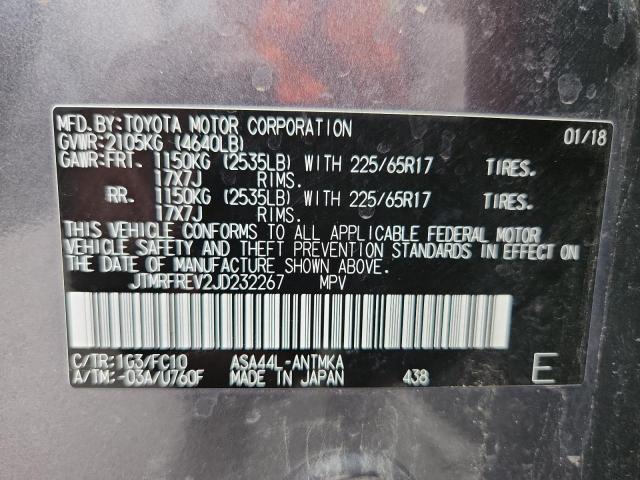 MFD.BY:TOYOTA MOTOR CORPORATION 01/18
GVWR:2105KG (4640LB)
GAWR:FRT. 1150KG (2535LB) WITH 225/65R17 TIRES.
17X7J RIMS.
RR. 1150KG (2535LB) WITH 225/65R17 TIRES.
17X7J RIMS.
THIS VEHICLE CONFORMS TO ALL APPLICABLE FEDERAL MOTOR
VEHICLE SAFETY AND THEFT PREVENTION STANDARDS IN EFFECT ON
THE DATE OF MANUFACTURE SHOWN ABOVE.
JTMRFREV2JD232267 MPV
C/TR:1G3/FC10 ASA44L-ANTMKA
A/TM:-03A/U760F MADE IN JAPAN 438 E